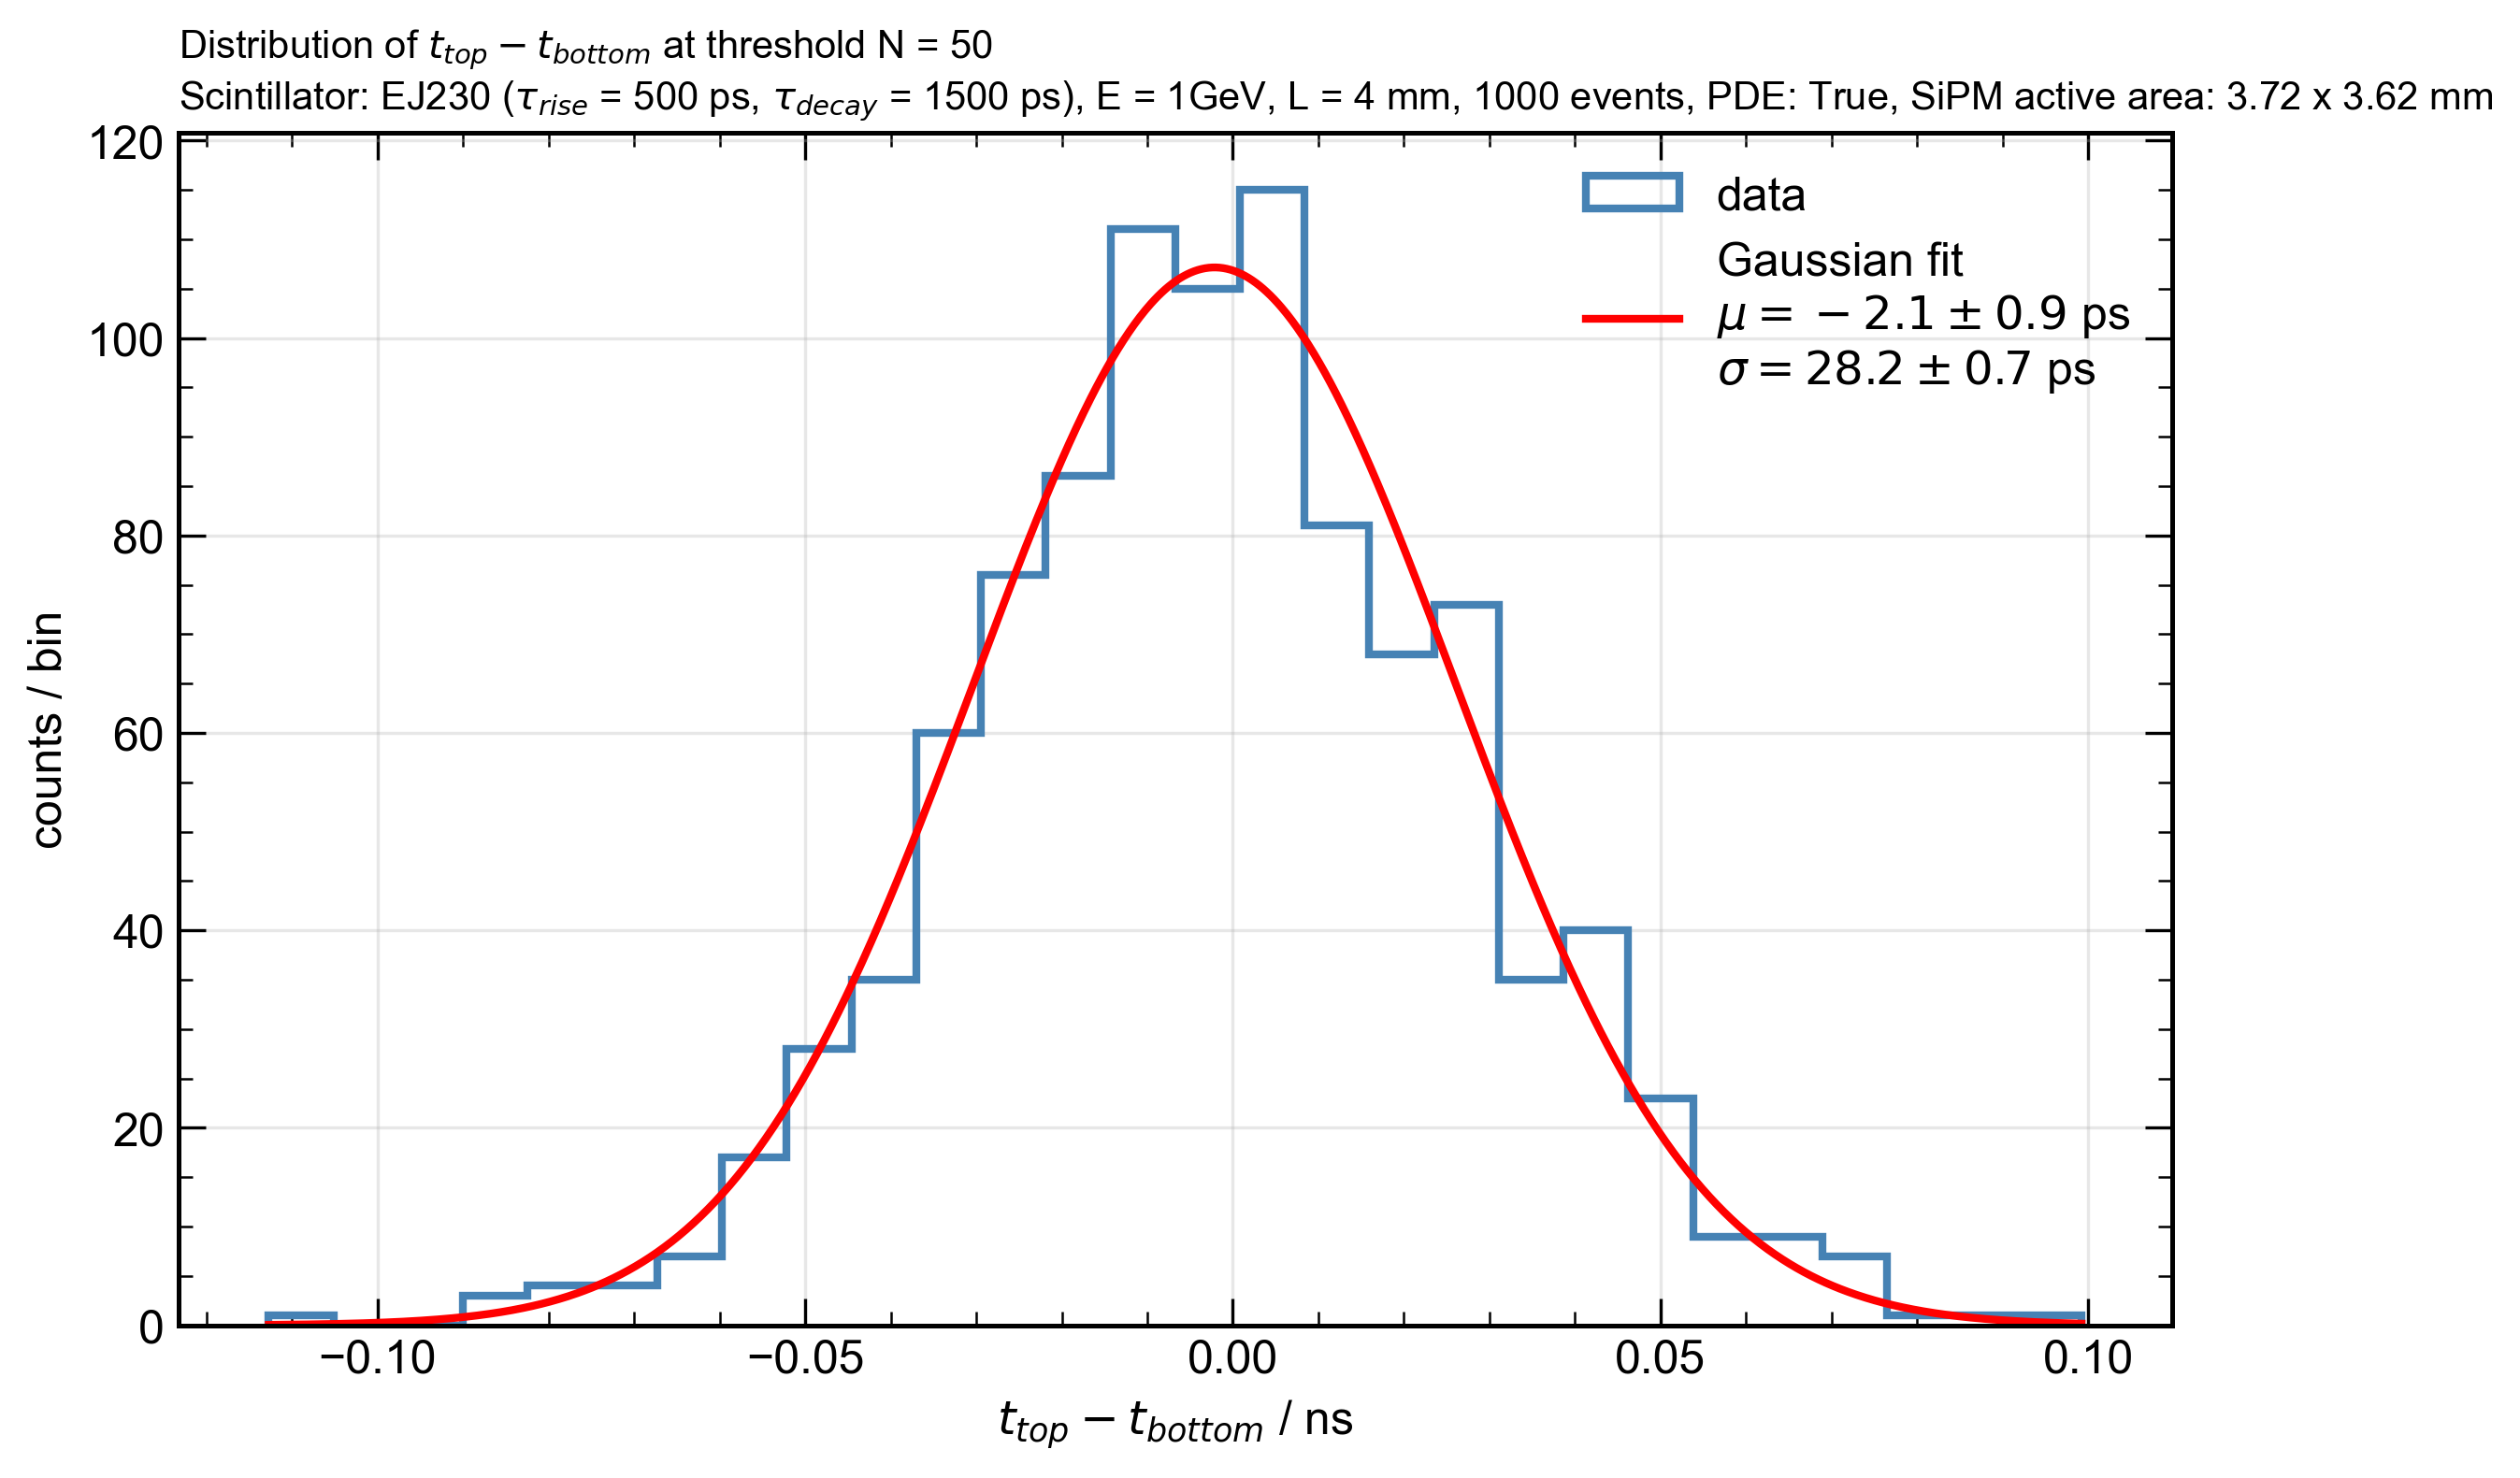 Distribution of t_top − t_bottom at threshold N = 50
Scintillator: EJ230 (τ_rise = 500 ps, τ_decay = 1500 ps), E = 1GeV, L = 4 mm, 1000 events, PDE: True, SiPM active area: 3.72 x 3.62 mm
120
100
80
60
40
20
0
counts / bin
data
Gaussian fit
μ = −2.1 ± 0.9 ps
σ = 28.2 ± 0.7 ps
−0.10 −0.05 0.00 0.05 0.10
t_top − t_bottom / ns